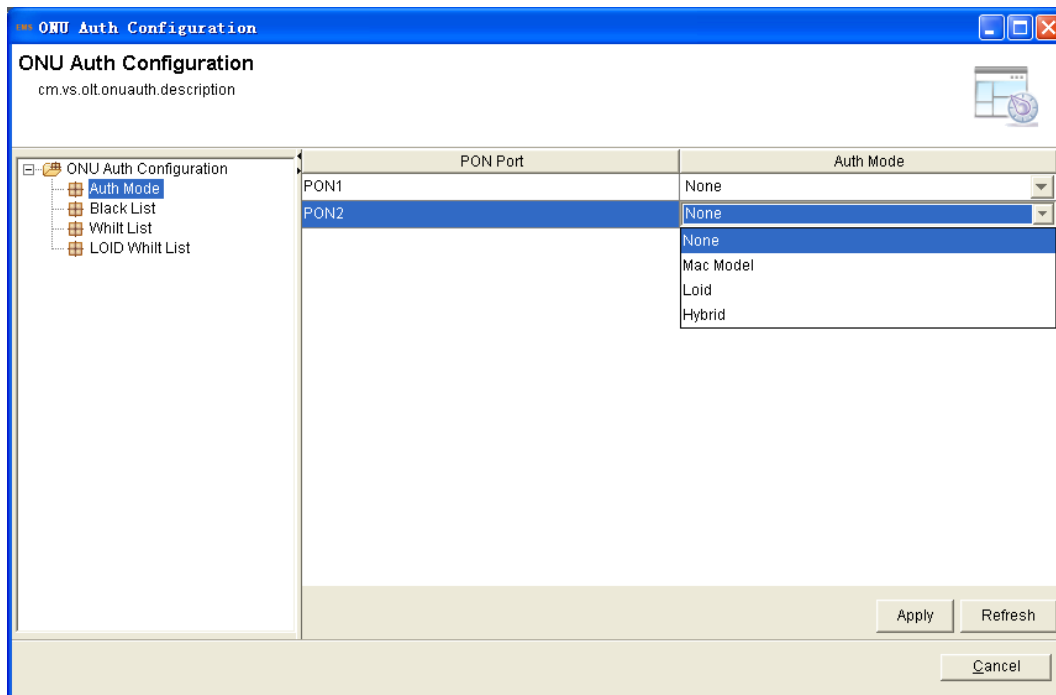 EMS ONU Auth Configuration
ONU Auth Configuration
cm.vs.olt.onuauth.description
ONU Auth Configuration
Auth Mode
Black List
Whilt List
LOID Whilt List
PON Port Auth Mode
PON1 None
PON2 None
None
Mac Model
Loid
Hybrid
Apply Refresh
Cancel